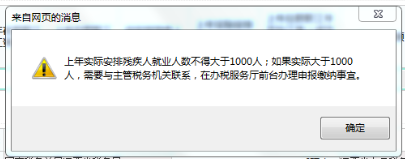 来自网页的消息
上年实际安排残疾人就业人数不得大于1000人；如果实际大于1000
人，需要与主管税务机关联系，在办税服务厅前台办理申报缴纳事宜。
确定